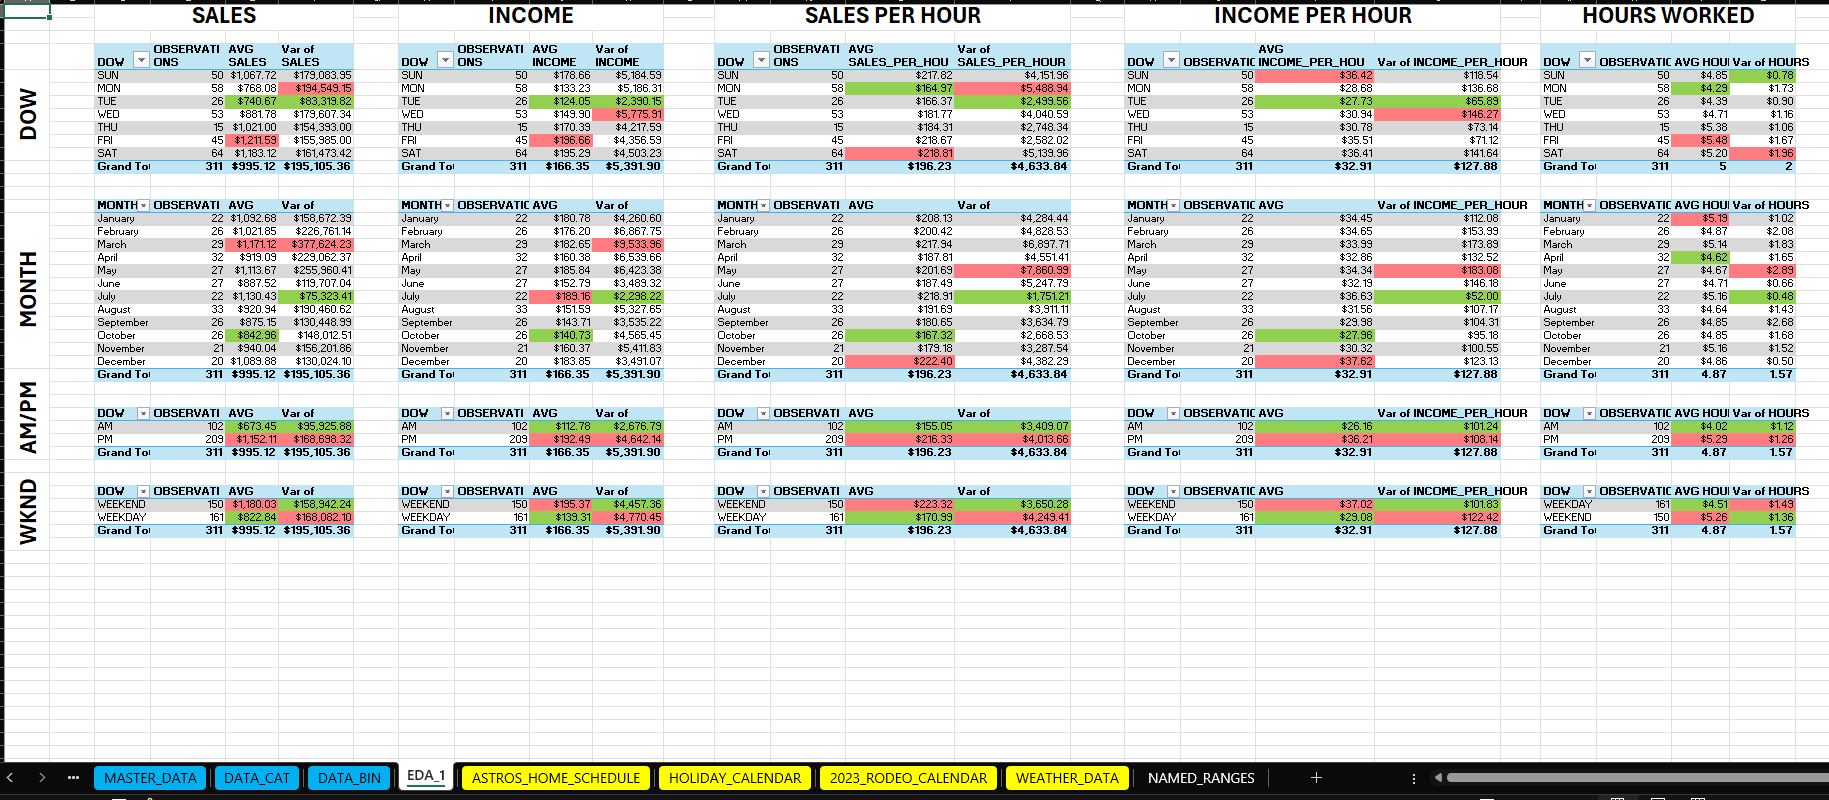 SALES INCOME SALES PER HOUR INCOME PER HOUR HOURS WORKED
DOW
OBSERVATI AVG Var of OBSERVATI AVG Var of OBSERVATI AVG Var of AVG
DOW ONS SALES SALES DOW ONS INCOME INCOME DOW ONS SALES_PER_HOU SALES_PER_HOUR DOW OBSERVATIC INCOME_PER_HOU Var of INCOME_PER_HOUR DOW OBSERVATIC AVG HOUI Var of HOURS
SUN 50 $1,067.72 $179,083.95 SUN 50 $178.66 $5,184.59 SUN 50 $217.82 $4,151.96 SUN 50 $36.42 $118.54 SUN 50 $4.85 $0.78
MON 58 $768.08 $194,549.15 MON 58 $133.23 $5,186.31 MON 58 $164.97 $5,488.94 MON 58 $28.68 $136.68 MON 58 $4.29 $1.73
TUE 26 $740.67 $83,319.82 TUE 26 $124.05 $2,390.15 TUE 26 $166.37 $2,499.56 TUE 26 $27.73 $65.89 TUE 26 $4.39 $0.90
WED 53 $881.78 $179,607.34 WED 53 $149.90 $5,775.91 WED 53 $181.77 $4,040.59 WED 53 $30.94 $146.27 WED 53 $4.71 $1.16
THU 15 $1,021.00 $154,393.00 THU 15 $170.39 $4,217.59 THU 15 $184.31 $2,748.34 THU 15 $30.78 $73.14 THU 15 $5.38 $1.06
FRI 45 $1,211.59 $155,985.00 FRI 45 $196.66 $4,356.59 FRI 45 $218.67 $2,582.02 FRI 45 $35.51 $71.12 FRI 45 $5.48 $1.67
SAT 64 $1,183.12 $161,473.42 SAT 64 $195.29 $4,503.23 SAT 64 $218.81 $5,139.96 SAT 64 $36.41 $141.64 SAT 64 $5.20 $1.96
Grand To 311 $995.12 $195,105.36 Grand To 311 $166.35 $5,391.90 Grand To 311 $196.23 $4,633.84 Grand To 311 $32.91 $127.88 Grand To 311 5 2
MONTH
MONTH OBSERVATI AVG Var of MONTH OBSERVATIC AVG Var of MONTH OBSERVATI AVG Var of MONTH OBSERVATIC AVG Var of INCOME_PER_HOUR MONTH OBSERVATIC AVG HOUI Var of HOURS
January 22 $1,092.68 $158,672.39 January 22 $180.78 $4,260.60 January 22 $208.13 $4,284.44 January 22 $34.45 $112.08 January 22 $5.19 $1.02
February 26 $1,021.85 $226,761.14 February 26 $176.20 $6,867.75 February 26 $200.42 $4,828.53 February 26 $34.65 $153.99 February 26 $4.87 $2.08
March 29 $1,171.12 $377,624.23 March 29 $182.65 $9,533.96 March 29 $217.94 $6,897.71 March 29 $33.99 $173.89 March 29 $5.14 $1.83
April 32 $919.09 $229,062.37 April 32 $160.38 $6,539.66 April 32 $187.81 $4,551.41 April 32 $32.86 $132.52 April 32 $4.62 $1.65
May 27 $1,113.67 $255,960.41 May 27 $185.84 $6,423.38 May 27 $201.69 $7,860.99 May 27 $34.34 $183.08 May 27 $4.67 $2.89
June 27 $887.52 $119,707.04 June 27 $152.79 $3,489.32 June 27 $187.49 $5,247.79 June 27 $32.19 $146.18 June 27 $4.71 $0.66
July 22 $1,130.43 $75,323.41 July 22 $189.16 $2,298.22 July 22 $218.91 $1,751.21 July 22 $36.63 $52.00 July 22 $5.16 $0.48
August 33 $920.94 $190,460.62 August 33 $151.59 $5,327.65 August 33 $191.69 $3,911.11 August 33 $31.56 $107.17 August 33 $4.64 $1.43
September 26 $875.15 $130,448.99 September 26 $143.71 $3,535.22 September 26 $180.65 $3,634.79 September 26 $29.98 $104.31 September 26 $4.85 $2.68
October 26 $842.96 $148,012.51 October 26 $140.73 $4,565.45 October 26 $167.32 $2,668.53 October 26 $27.96 $95.18 October 26 $4.85 $1.68
November 21 $940.04 $156,201.86 November 21 $160.37 $5,411.83 November 21 $179.18 $3,287.54 November 21 $30.32 $100.55 November 21 $5.16 $1.52
December 20 $1,089.88 $130,024.10 December 20 $183.85 $3,491.07 December 20 $222.40 $4,382.29 December 20 $37.62 $123.13 December 20 $4.86 $0.50
Grand To 311 $995.12 $195,105.36 Grand To 311 $166.35 $5,391.90 Grand To 311 $196.23 $4,633.84 Grand To 311 $32.91 $127.88 Grand To 311 4.87 1.57
AM/PM
DOW OBSERVATI AVG Var of DOW OBSERVATI AVG Var of DOW OBSERVATI AVG Var of DOW OBSERVATIC AVG Var of INCOME_PER_HOUR DOW OBSERVATIC AVG HOUI Var of HOURS
AM 102 $673.45 $95,925.88 AM 102 $112.78 $2,676.79 AM 102 $155.05 $3,409.07 AM 102 $26.16 $101.24 AM 102 $4.02 $1.12
PM 209 $1,152.11 $168,698.32 PM 209 $192.49 $4,642.14 PM 209 $216.33 $4,013.66 PM 209 $36.21 $108.14 PM 209 $5.29 $1.26
Grand To 311 $995.12 $195,105.36 Grand To 311 $166.35 $5,391.90 Grand To 311 $196.23 $4,633.84 Grand To 311 $32.91 $127.88 Grand To 311 4.87 1.57
WKND
DOW OBSERVATI AVG Var of DOW OBSERVATI AVG Var of DOW OBSERVATI AVG Var of DOW OBSERVATIC AVG Var of INCOME_PER_HOUR DOW OBSERVATIC AVG HOUI Var of HOURS
WEEKEND 150 $1,180.03 $158,942.24 WEEKEND 150 $195.37 $4,457.36 WEEKEND 150 $223.32 $3,650.28 WEEKEND 150 $37.02 $101.83 WEEKDAY 161 $4.51 $1.49
WEEKDAY 161 $822.84 $168,082.10 WEEKDAY 161 $139.31 $4,770.45 WEEKDAY 161 $170.99 $4,249.41 WEEKDAY 161 $29.08 $122.42 WEEKEND 150 $5.26 $1.36
Grand To 311 $995.12 $195,105.36 Grand To 311 $166.35 $5,391.90 Grand To 311 $196.23 $4,633.84 Grand To 311 $32.91 $127.88 Grand To 311 4.87 1.57
MASTER_DATA DATA_CAT DATA_BIN EDA_1 ASTROS_HOME_SCHEDULE HOLIDAY_CALENDAR 2023_RODEO_CALENDAR WEATHER_DATA NAMED_RANGES